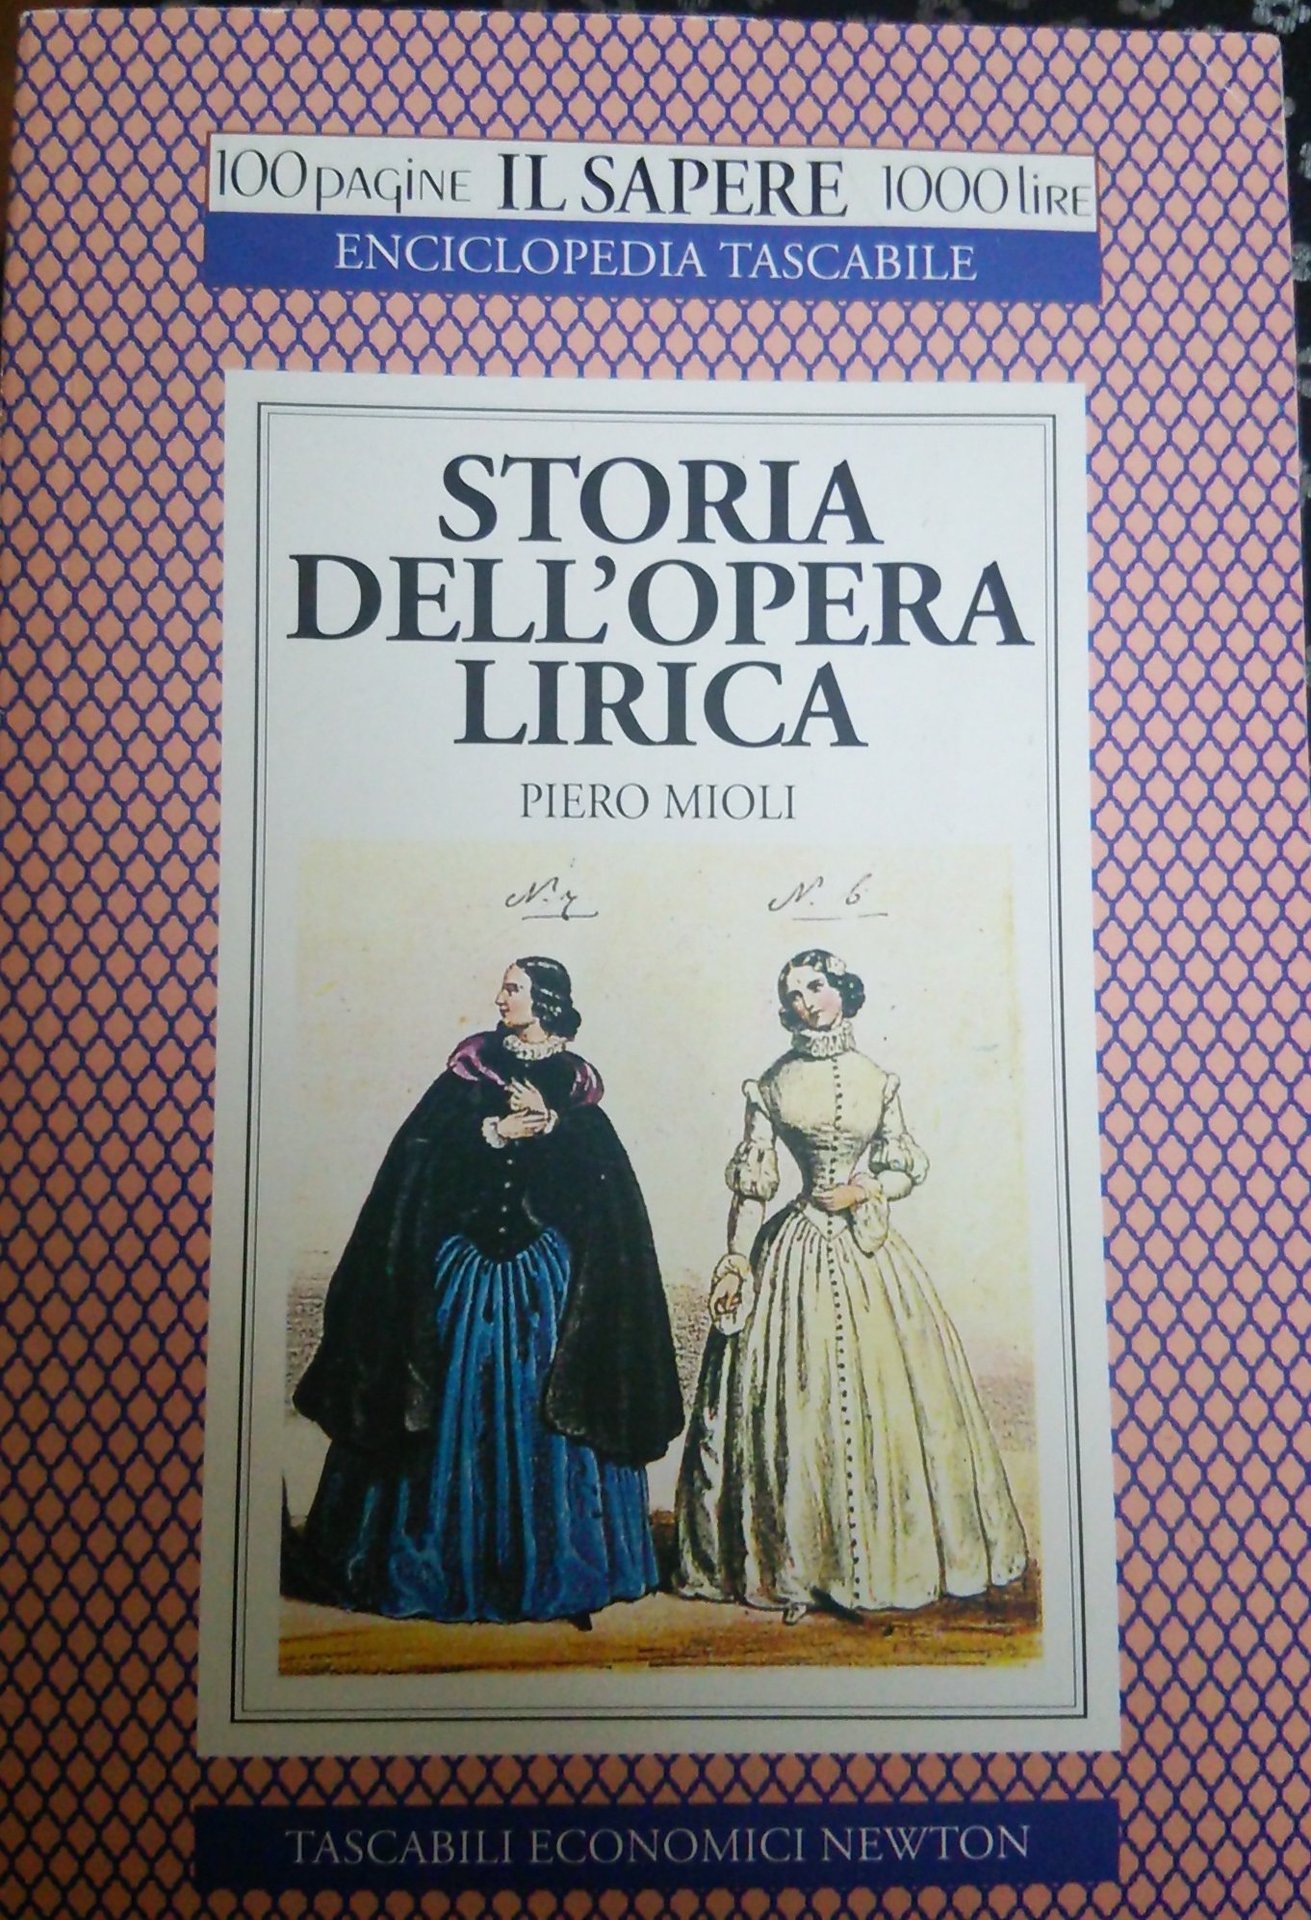 100 pagine IL SAPERE 1000 lire
ENCICLOPEDIA TASCABILE
STORIA
DELL'OPERA
LIRICA
PIERO MIOLI
N. 7 N. 6
TASCABILI ECONOMICI NEWTON